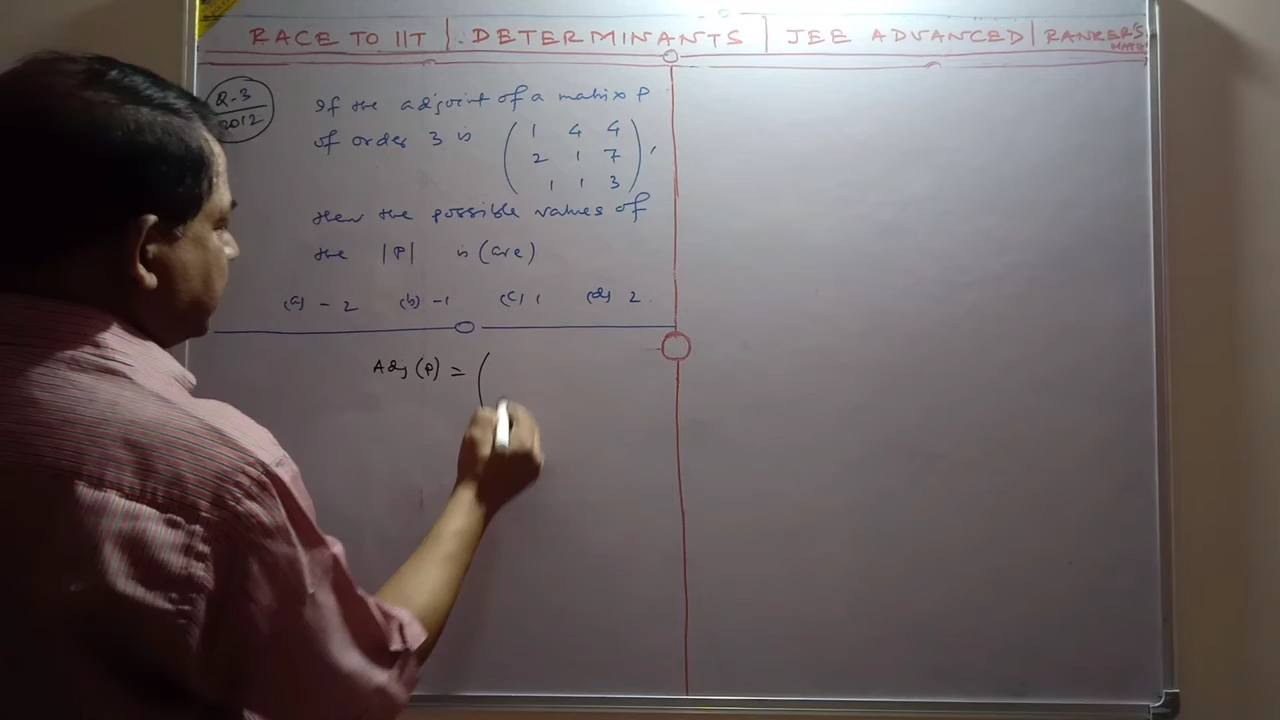 RACE TO IIT | DETERMINANTS | JEE ADVANCED | RANKER'S MATH
Q-3
2012
If the adjoint of a matrix P
of order 3 is ( 1 4 4
2 1 7
1 1 3 ) ,
then the possible values of
the |P| is (are)
(a) -2 (b) -1 (c) 1 (d) 2.
Adj (P) = (